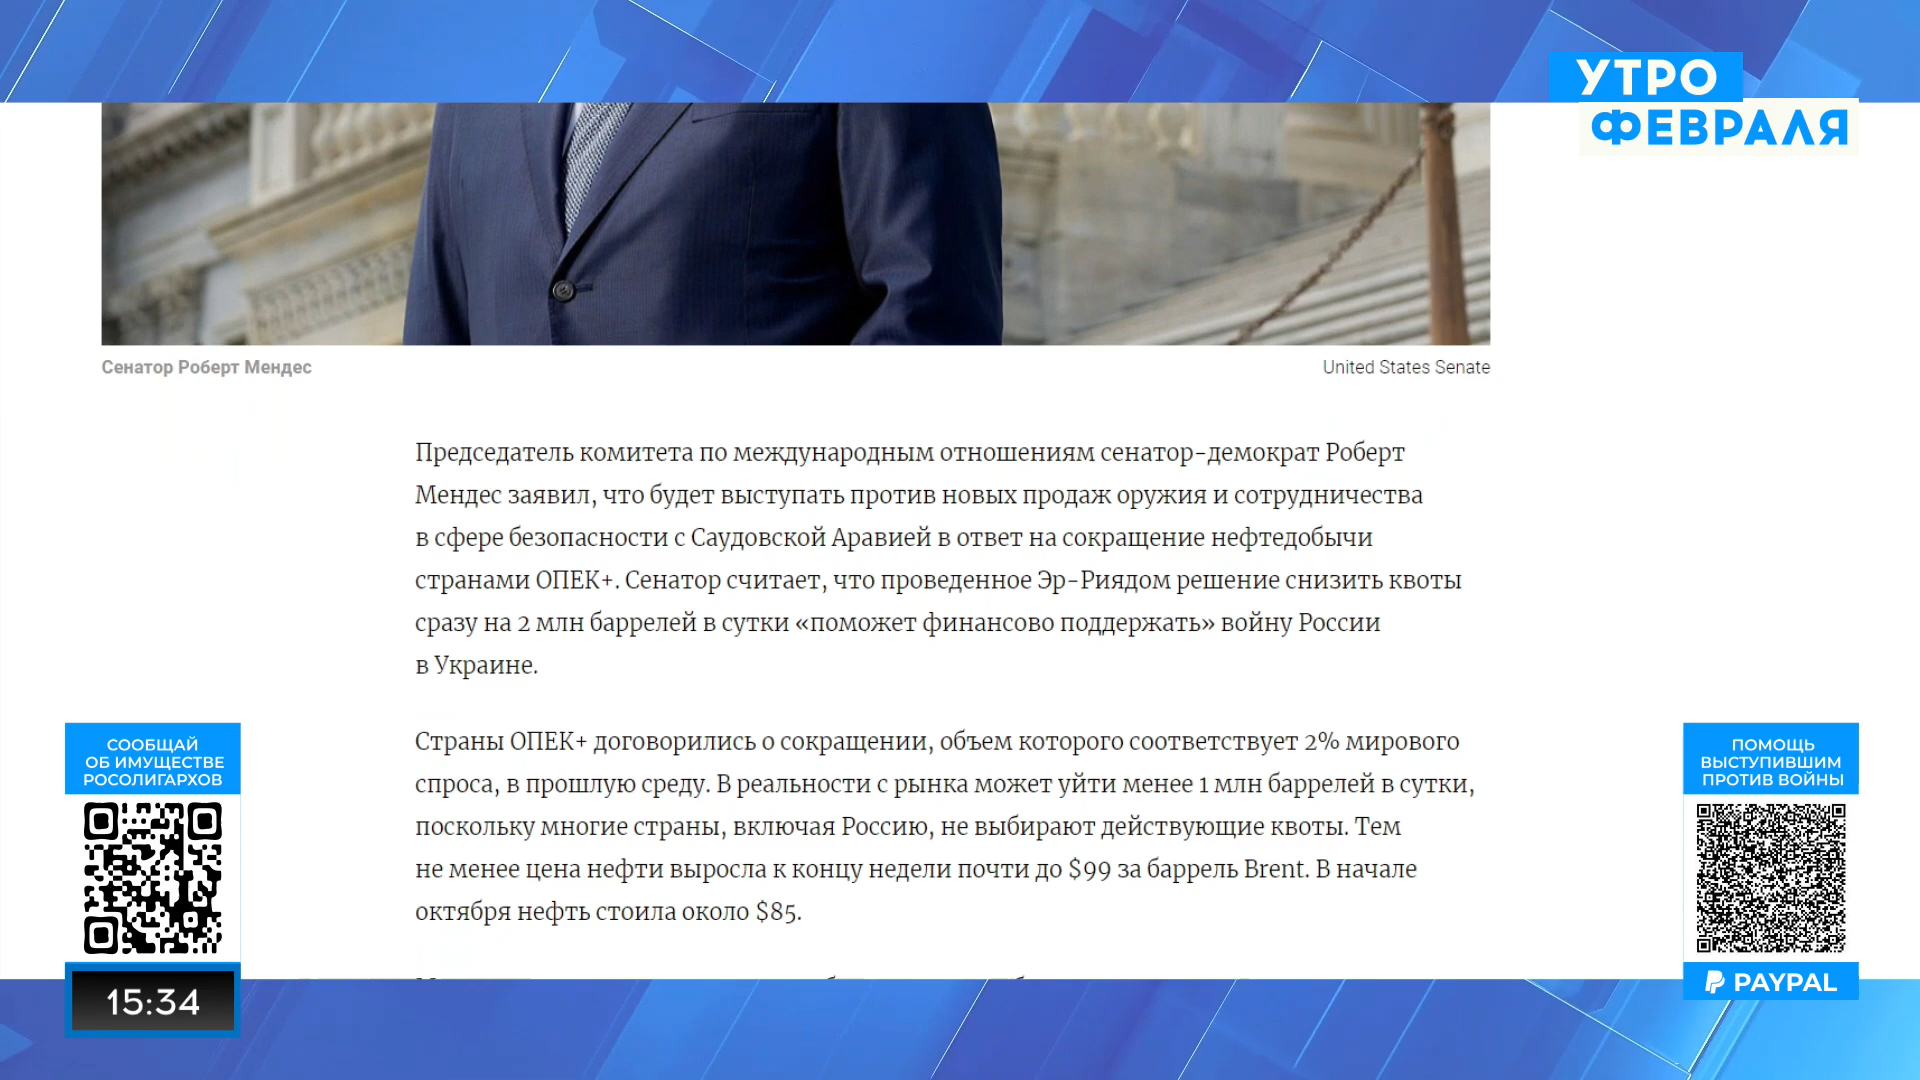 УТРО
ФЕВРАЛЯ
Сенатор Роберт Мендес
United States Senate
Председатель комитета по международным отношениям сенатор-демократ Роберт
Мендес заявил, что будет выступать против новых продаж оружия и сотрудничества
в сфере безопасности с Саудовской Аравией в ответ на сокращение нефтедобычи
странами ОПЕК+. Сенатор считает, что проведенное Эр-Риядом решение снизить квоты
сразу на 2 млн баррелей в сутки «поможет финансово поддержать» войну России
в Украине.
Страны ОПЕК+ договорились о сокращении, объем которого соответствует 2% мирового
спроса, в прошлую среду. В реальности с рынка может уйти менее 1 млн баррелей в сутки,
поскольку многие страны, включая Россию, не выбирают действующие квоты. Тем
не менее цена нефти выросла к концу недели почти до $99 за баррель Brent. В начале
октября нефть стоила около $85.
СООБЩАЙ
ОБ ИМУЩЕСТВЕ
РОСОЛИГАРХОВ
15:34
ПОМОЩЬ
ВЫСТУПИВШИМ
ПРОТИВ ВОЙНЫ
PAYPAL